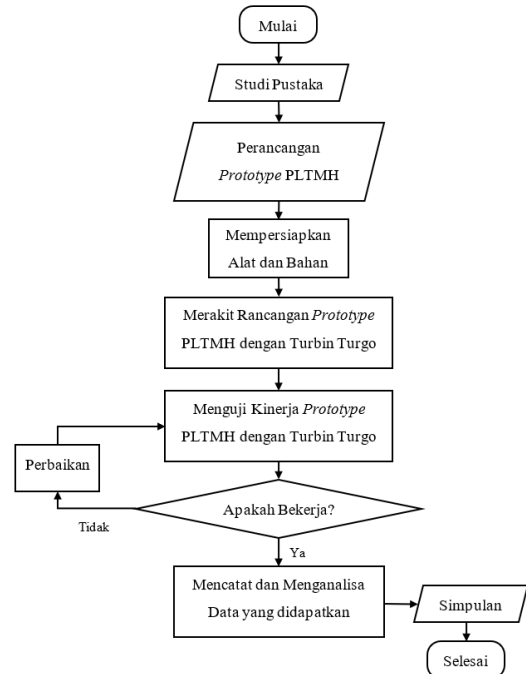 Mulai
Studi Pustaka
Perancangan
Prototype PLTMH
Mempersiapkan
Alat dan Bahan
Merakit Rancangan Prototype
PLTMH dengan Turbin Turgo
Menguji Kinerja Prototype
PLTMH dengan Turbin Turgo
Perbaikan
Apakah Bekerja?
Tidak
Ya
Mencatat dan Menganalisa
Data yang didapatkan
Simpulan
Selesai